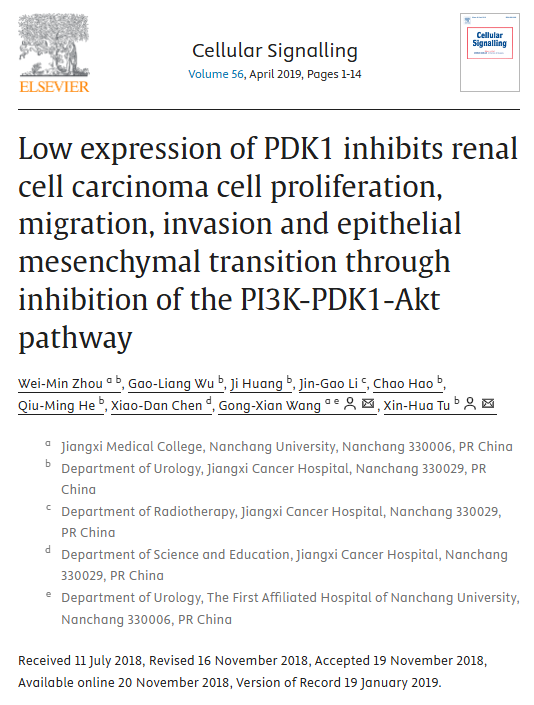 ELSEVIER
Cellular Signalling
Volume 56, April 2019, Pages 1-14
Cellular
Signalling
Low expression of PDK1 inhibits renal
cell carcinoma cell proliferation,
migration, invasion and epithelial
mesenchymal transition through
inhibition of the PI3K-PDK1-Akt
pathway
Wei-Min Zhou a b, Gao-Liang Wu b, Ji Huang b, Jin-Gao Li c, Chao Hao b,
Qiu-Ming He b, Xiao-Dan Chen d, Gong-Xian Wang a e, Xin-Hua Tu b
a Jiangxi Medical College, Nanchang University, Nanchang 330006, PR China
b Department of Urology, Jiangxi Cancer Hospital, Nanchang 330029, PR
China
c Department of Radiotherapy, Jiangxi Cancer Hospital, Nanchang 330029,
PR China
d Department of Science and Education, Jiangxi Cancer Hospital, Nanchang
330029, PR China
e Department of Urology, The First Affiliated Hospital of Nanchang University,
Nanchang 330006, PR China
Received 11 July 2018, Revised 16 November 2018, Accepted 19 November 2018,
Available online 20 November 2018, Version of Record 19 January 2019.